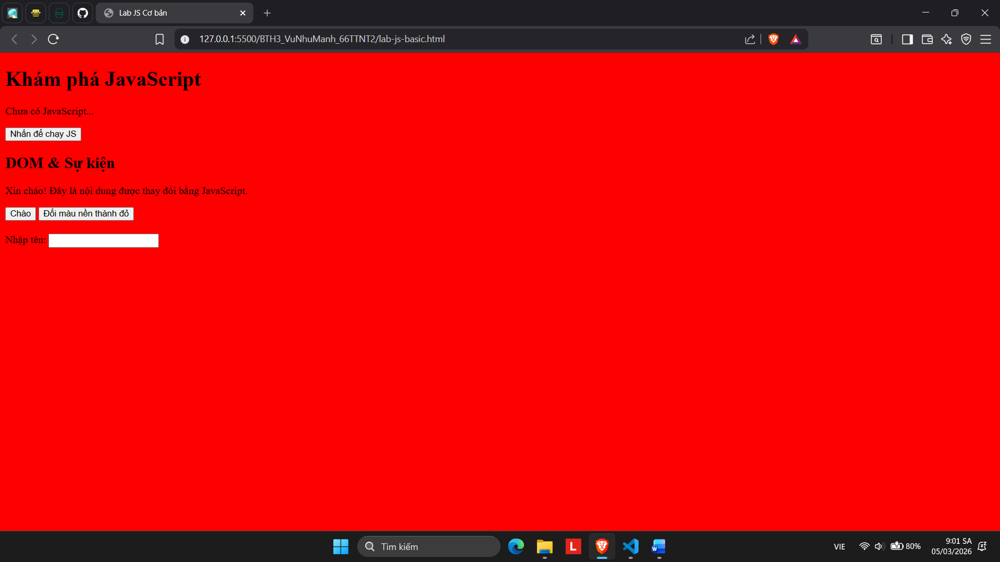 Lab JS Cơ bản
127.0.0.1:5500/BTH3_VuNhuManh_66TTNT2/lab-js-basic.html
Khám phá JavaScript
Chưa có JavaScript...
Nhấn để chạy JS
DOM & Sự kiện
Xin chào! Đây là nội dung được thay đổi bằng JavaScript.
Chào Đổi màu nền thành đỏ
Nhập tên:
Tìm kiếm
L
W
VIE
80%
9:01 SA
05/03/2026